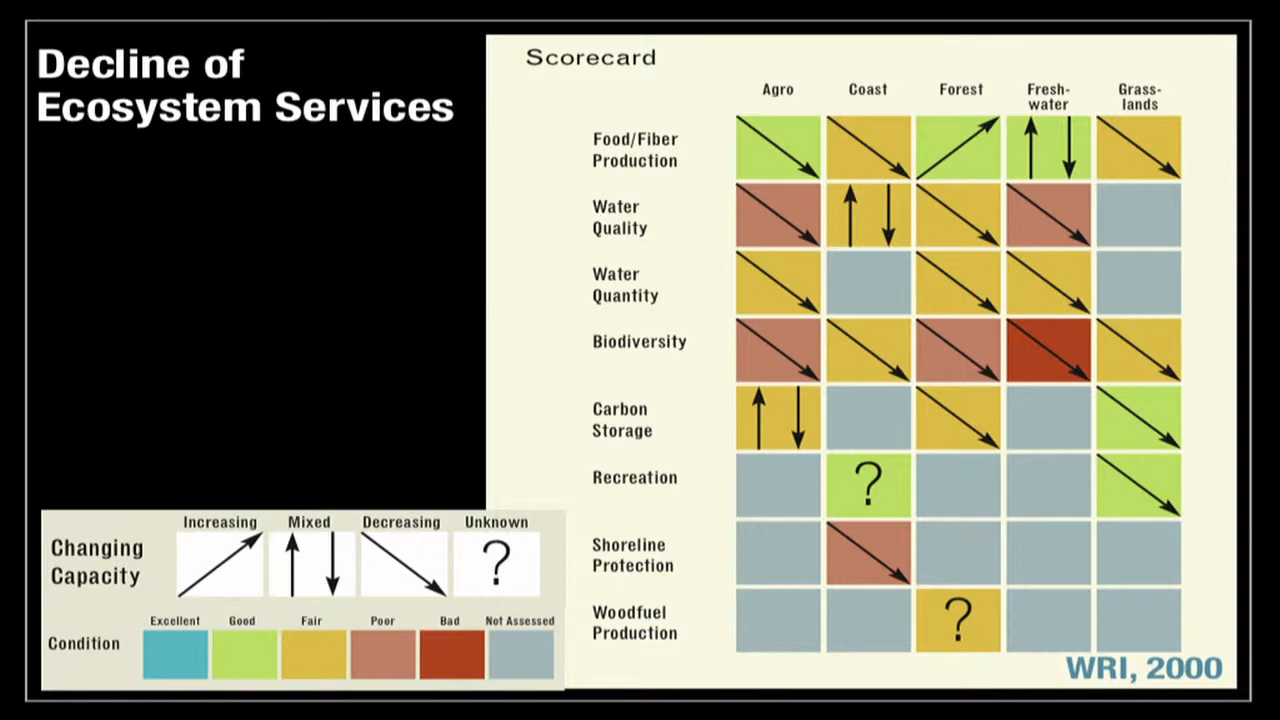 Decline of
Ecosystem Services
Scorecard
Agro
Coast
Forest
Fresh-
water
Grass-
lands
Food/Fiber
Production
Water
Quality
Water
Quantity
Biodiversity
Carbon
Storage
Recreation
?
Shoreline
Protection
Woodfuel
Production
?
WRI, 2000
Changing
Capacity
Increasing
Mixed
Decreasing
Unknown
?
Condition
Excellent
Good
Fair
Poor
Bad
Not Assessed